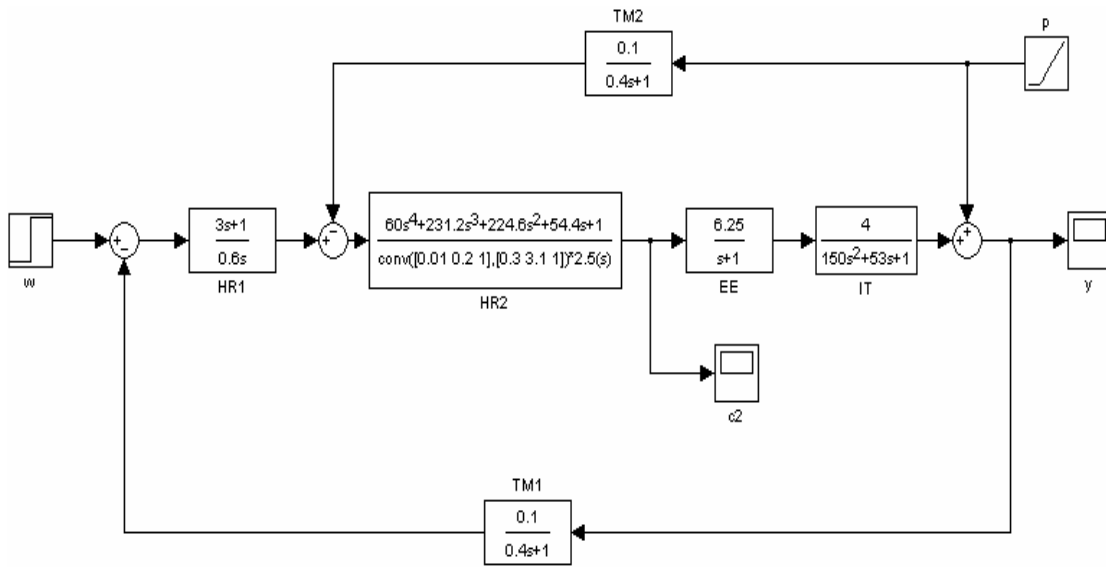 TM2
p
0.1
0.4s+1
3s+1
0.6s
60s⁴+231.2s³+224.6s²+54.4s+1
conv([0.01 0.2 1],[0.3 3.1 1])*2.5(s)
6.25
s+1
4
150s²+53s+1
w
HR1
HR2
EE
IT
y
c2
TM1
0.1
0.4s+1